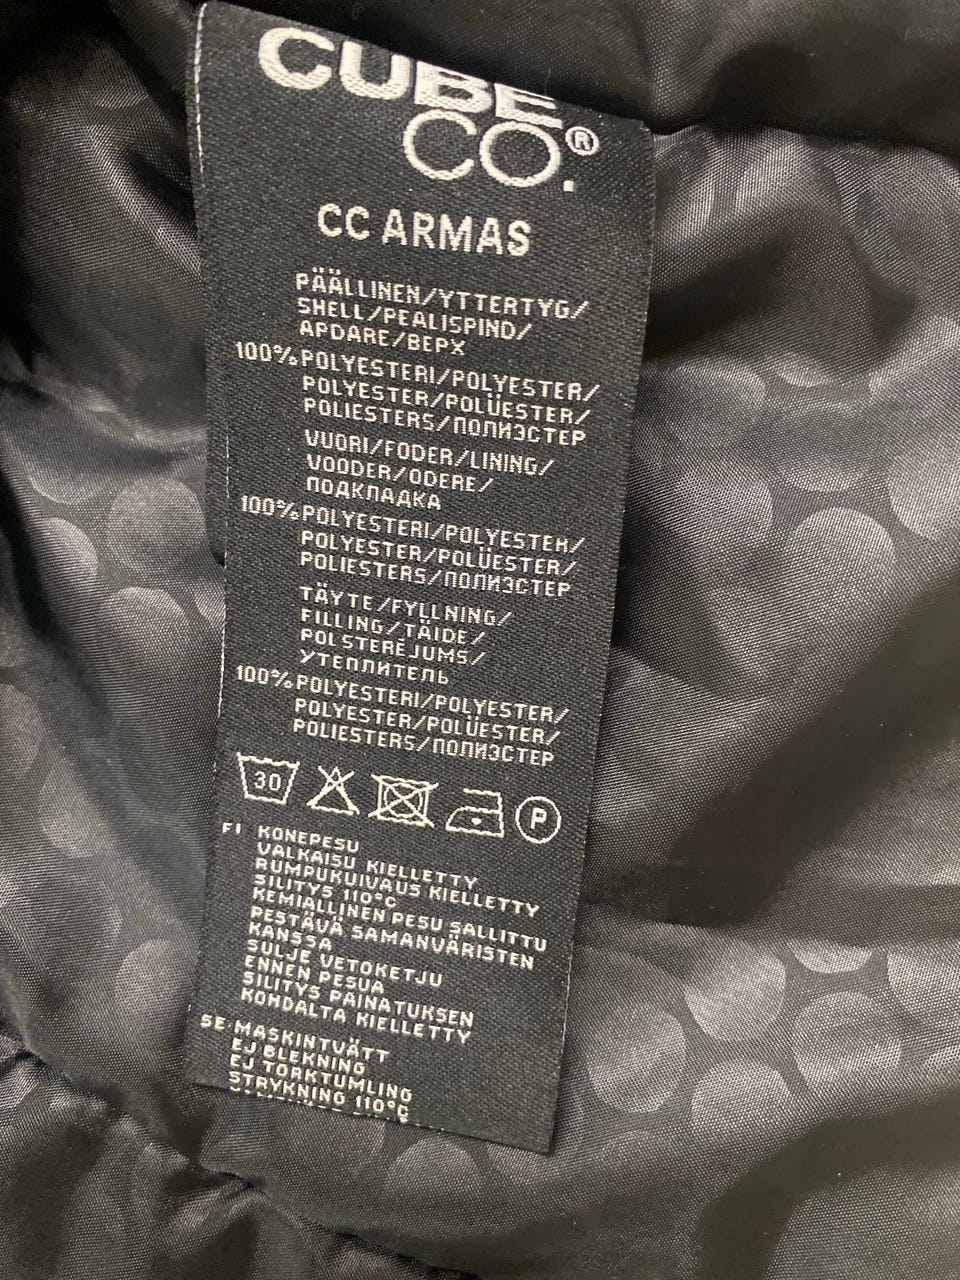 CUBE
CO.®
CC ARMAS
PÄÄLLINEN/YTTERTYG/
SHELL/PEALISPIND/
APDARE/ВЕРХ
100% POLYESTERI/POLYESTER/
POLYESTER/POLÜESTER/
POLIESTERS/ПОЛИЭСТЕР
VUORI/FODER/LINING/
VOODER/ODERE/
ПОДКЛАДКА
100% POLYESTERI/POLYESTER/
POLYESTER/POLÜESTER/
POLIESTERS/ПОЛИЭСТЕР
TÄYTE/FYLLNING/
FILLING/TÄIDE/
POLSTERĒJUMS/
УТЕПЛИТЕЛЬ
100% POLYESTERI/POLYESTER/
POLYESTER/POLÜESTER/
POLIESTERS/ПОЛИЭСТЕР
30 P
FI KONEPESU
VALKAISU KIELLETTY
RUMPUKUIVAUS KIELLETTY
SILITYS 110°C
KEMIALLINEN PESU SALLITTU
PESTÄVÄ SAMANVÄRISTEN
KANSSA
SULJE VETOKETJU
ENNEN PESUA
SILITYS PAINATUKSEN
KOHDALTA KIELLETTY
SE MASKINTVÄTT
EJ BLEKNING
EJ TORKTUMLING
STRYKNING 110°C